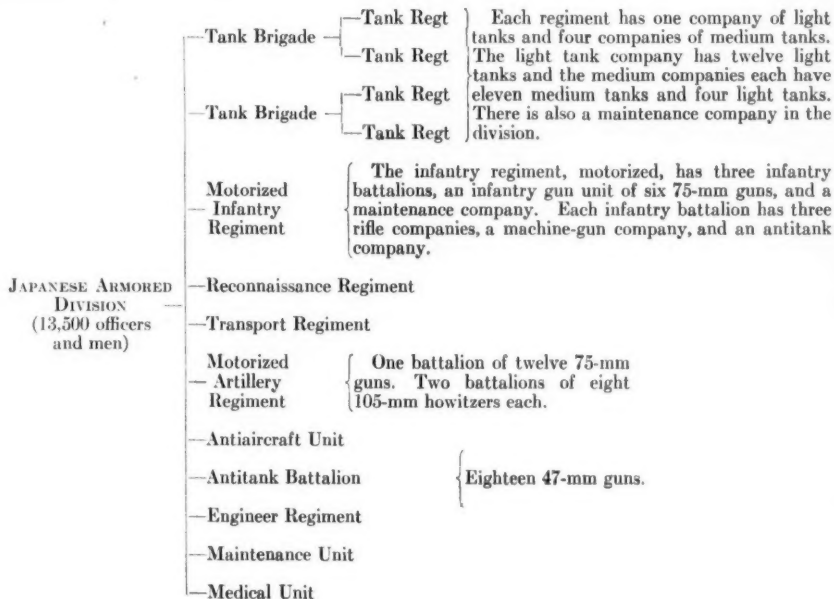 Tank Brigade
Tank Regt
Tank Regt
Tank Brigade
Tank Regt
Tank Regt
Each regiment has one company of light
tanks and four companies of medium tanks.
The light tank company has twelve light
tanks and the medium companies each have
eleven medium tanks and four light tanks.
There is also a maintenance company in the
division.
Motorized
Infantry
Regiment
The infantry regiment, motorized, has three infantry
battalions, an infantry gun unit of six 75-mm guns, and a
maintenance company. Each infantry battalion has three
rifle companies, a machine-gun company, and an antitank
company.
JAPANESE ARMORED
DIVISION
(13,500 officers
and men)
Reconnaissance Regiment
Transport Regiment
Motorized
Artillery
Regiment
One battalion of twelve 75-mm
guns. Two battalions of eight
105-mm howitzers each.
Antiaircraft Unit
Antitank Battalion
Eighteen 47-mm guns.
Engineer Regiment
Maintenance Unit
Medical Unit